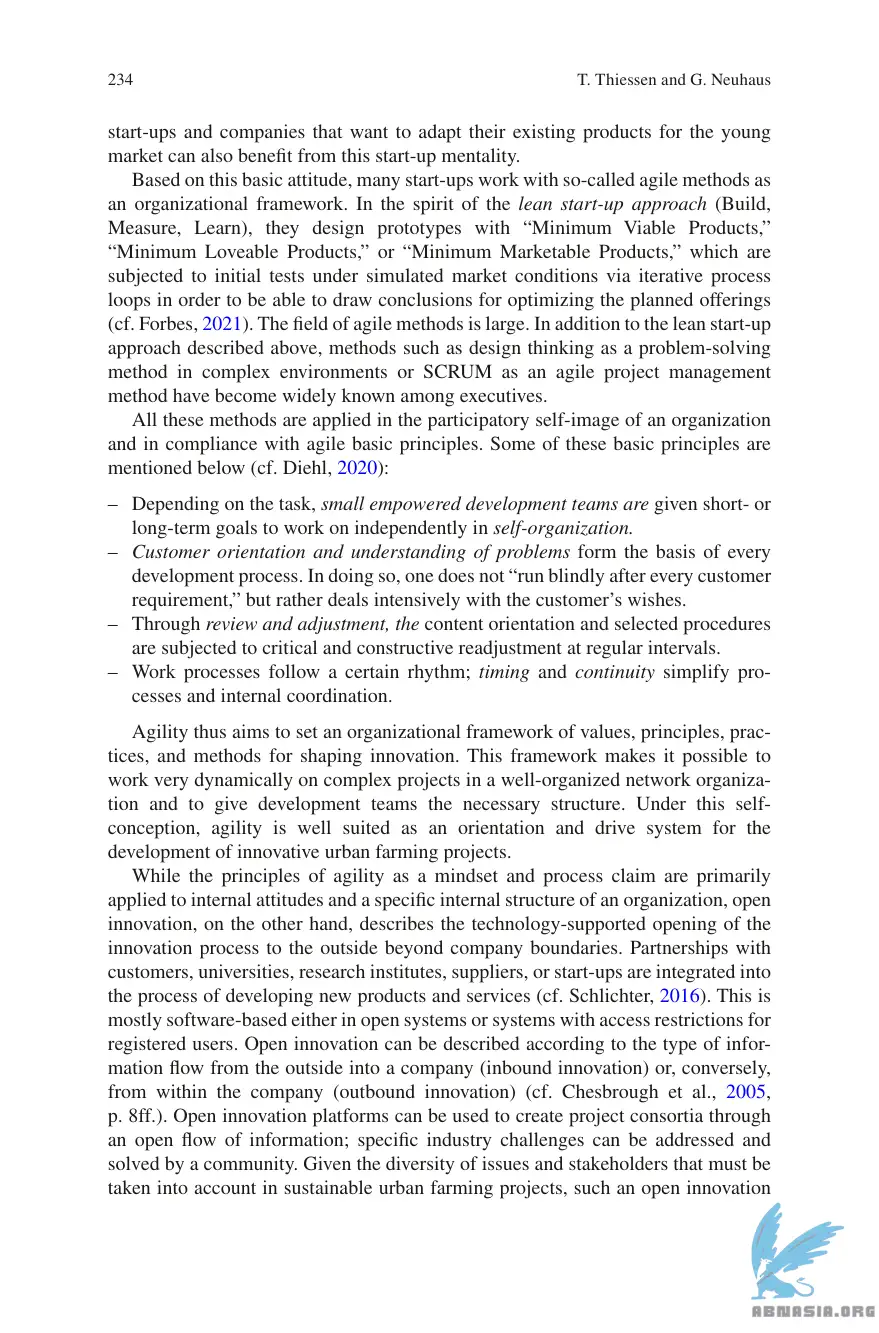 234
T. Thiessen and G. Neuhaus
start-ups and companies that want to adapt their existing products for the young
market can also benefit from this start-up mentality.
Based on this basic attitude, many start-ups work with so-called agile methods as
an organizational framework. In the spirit of the lean start-up approach (Build,
Measure, Learn), they design prototypes with “Minimum Viable Products,”
“Minimum Loveable Products,” or “Minimum Marketable Products,” which are
subjected to initial tests under simulated market conditions via iterative process
loops in order to be able to draw conclusions for optimizing the planned offerings
(cf. Forbes, 2021). The field of agile methods is large. In addition to the lean start-up
approach described above, methods such as design thinking as a problem-solving
method in complex environments or SCRUM as an agile project management
method have become widely known among executives.
All these methods are applied in the participatory self-image of an organization
and in compliance with agile basic principles. Some of these basic principles are
mentioned below (cf. Diehl, 2020):
– Depending on the task, small empowered development teams are given short- or
long-term goals to work on independently in self-organization.
– Customer orientation and understanding of problems form the basis of every
development process. In doing so, one does not “run blindly after every customer
requirement,” but rather deals intensively with the customer’s wishes.
– Through review and adjustment, the content orientation and selected procedures
are subjected to critical and constructive readjustment at regular intervals.
– Work processes follow a certain rhythm; timing and continuity simplify pro-
cesses and internal coordination.
Agility thus aims to set an organizational framework of values, principles, prac-
tices, and methods for shaping innovation. This framework makes it possible to
work very dynamically on complex projects in a well-organized network organiza-
tion and to give development teams the necessary structure. Under this self-
conception, agility is well suited as an orientation and drive system for the
development of innovative urban farming projects.
While the principles of agility as a mindset and process claim are primarily
applied to internal attitudes and a specific internal structure of an organization, open
innovation, on the other hand, describes the technology-supported opening of the
innovation process to the outside beyond company boundaries. Partnerships with
customers, universities, research institutes, suppliers, or start-ups are integrated into
the process of developing new products and services (cf. Schlichter, 2016). This is
mostly software-based either in open systems or systems with access restrictions for
registered users. Open innovation can be described according to the type of infor-
mation flow from the outside into a company (inbound innovation) or, conversely,
from within the company (outbound innovation) (cf. Chesbrough et al., 2005,
p. 8ff.). Open innovation platforms can be used to create project consortia through
an open flow of information; specific industry challenges can be addressed and
solved by a community. Given the diversity of issues and stakeholders that must be
taken into account in sustainable urban farming projects, such an open innovation
ABNASIA.ORG